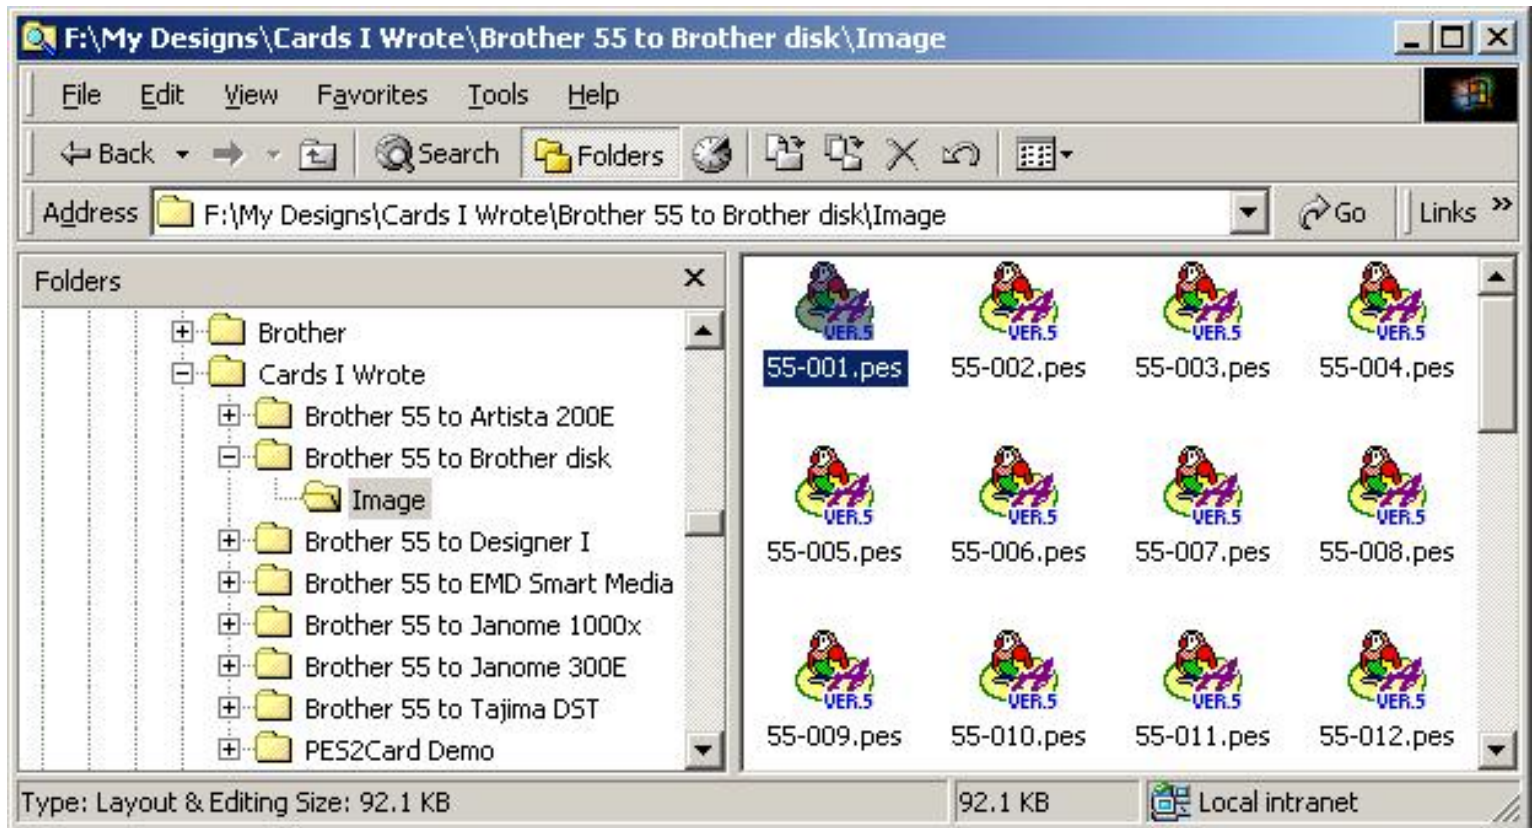 F:\My Designs\Cards I Wrote\Brother 55 to Brother disk\Image
File Edit View Favorites Tools Help
Back Search Folders
Address F:\My Designs\Cards I Wrote\Brother 55 to Brother disk\Image Go Links »
Folders
Brother
Cards I Wrote
Brother 55 to Artista 200E
Brother 55 to Brother disk
Image
Brother 55 to Designer I
Brother 55 to EMD Smart Media
Brother 55 to Janome 1000x
Brother 55 to Janome 300E
Brother 55 to Tajima DST
PES2Card Demo
VER.5 VER.5 VER.5 VER.5
55-001.pes 55-002.pes 55-003.pes 55-004.pes
VER.5 VER.5 VER.5 VER.5
55-005.pes 55-006.pes 55-007.pes 55-008.pes
VER.5 VER.5 VER.5 VER.5
55-009.pes 55-010.pes 55-011.pes 55-012.pes
Type: Layout & Editing Size: 92.1 KB 92.1 KB Local intranet